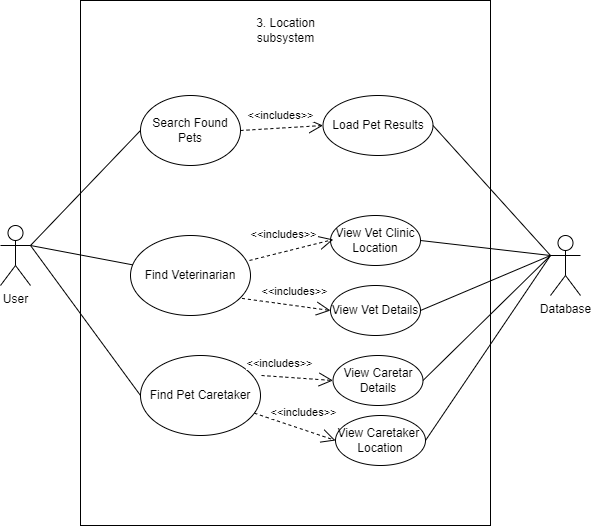 3. Location
subsystem
Search Found
Pets
<<includes>>
Load Pet Results
User
Find Veterinarian
<<includes>>
View Vet Clinic
Location
<<includes>>
View Vet Details
Database
Find Pet Caretaker
<<includes>>
View Caretar
Details
<<includes>>
View Caretaker
Location